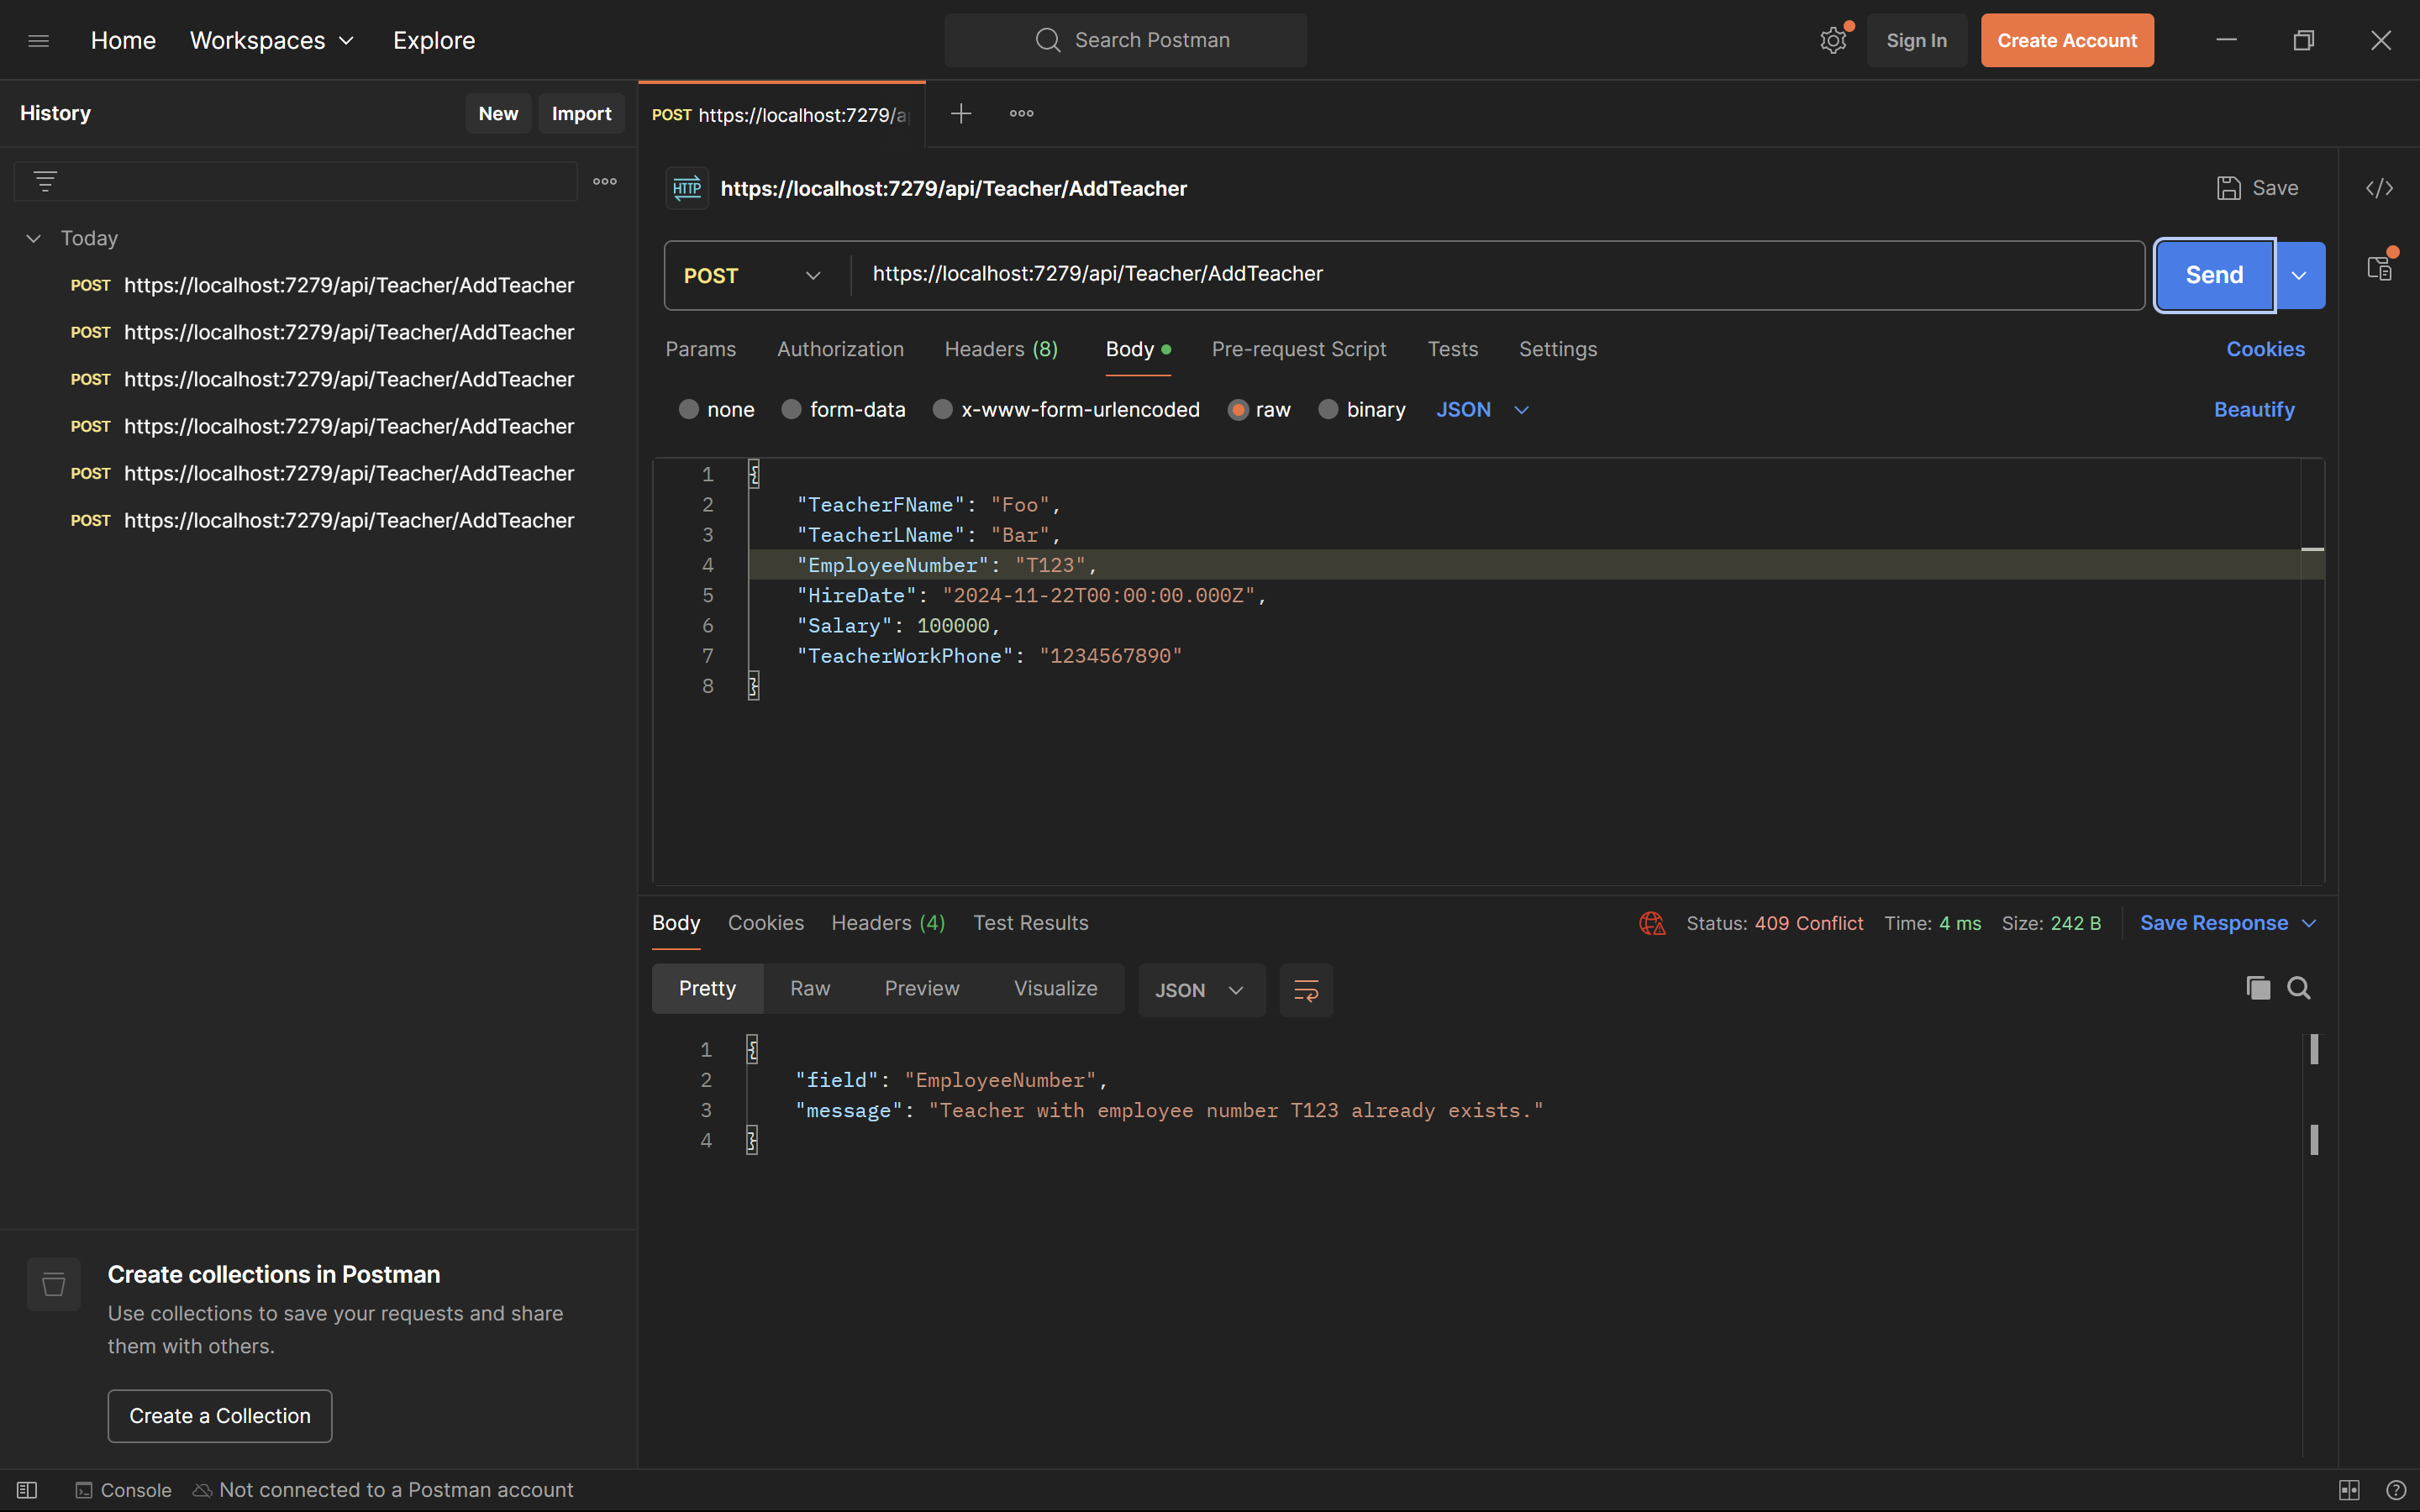 Home Workspaces Explore Search Postman Sign In Create Account
History New Import
POST https://localhost:7279/a
HTTP https://localhost:7279/api/Teacher/AddTeacher Save
Today
POST https://localhost:7279/api/Teacher/AddTeacher
POST https://localhost:7279/api/Teacher/AddTeacher
POST https://localhost:7279/api/Teacher/AddTeacher
POST https://localhost:7279/api/Teacher/AddTeacher
POST https://localhost:7279/api/Teacher/AddTeacher
POST https://localhost:7279/api/Teacher/AddTeacher
POST https://localhost:7279/api/Teacher/AddTeacher Send
Params Authorization Headers (8) Body Pre-request Script Tests Settings Cookies
none form-data x-www-form-urlencoded raw binary JSON Beautify
1 {
2 "TeacherFName": "Foo",
3 "TeacherLName": "Bar",
4 "EmployeeNumber": "T123",
5 "HireDate": "2024-11-22T00:00:00.000Z",
6 "Salary": 100000,
7 "TeacherWorkPhone": "1234567890"
8 }
Body Cookies Headers (4) Test Results Status: 409 Conflict Time: 4 ms Size: 242 B Save Response
Pretty Raw Preview Visualize JSON
1 {
2 "field": "EmployeeNumber",
3 "message": "Teacher with employee number T123 already exists."
4 }
Create collections in Postman
Use collections to save your requests and share
them with others.
Create a Collection
Console Not connected to a Postman account